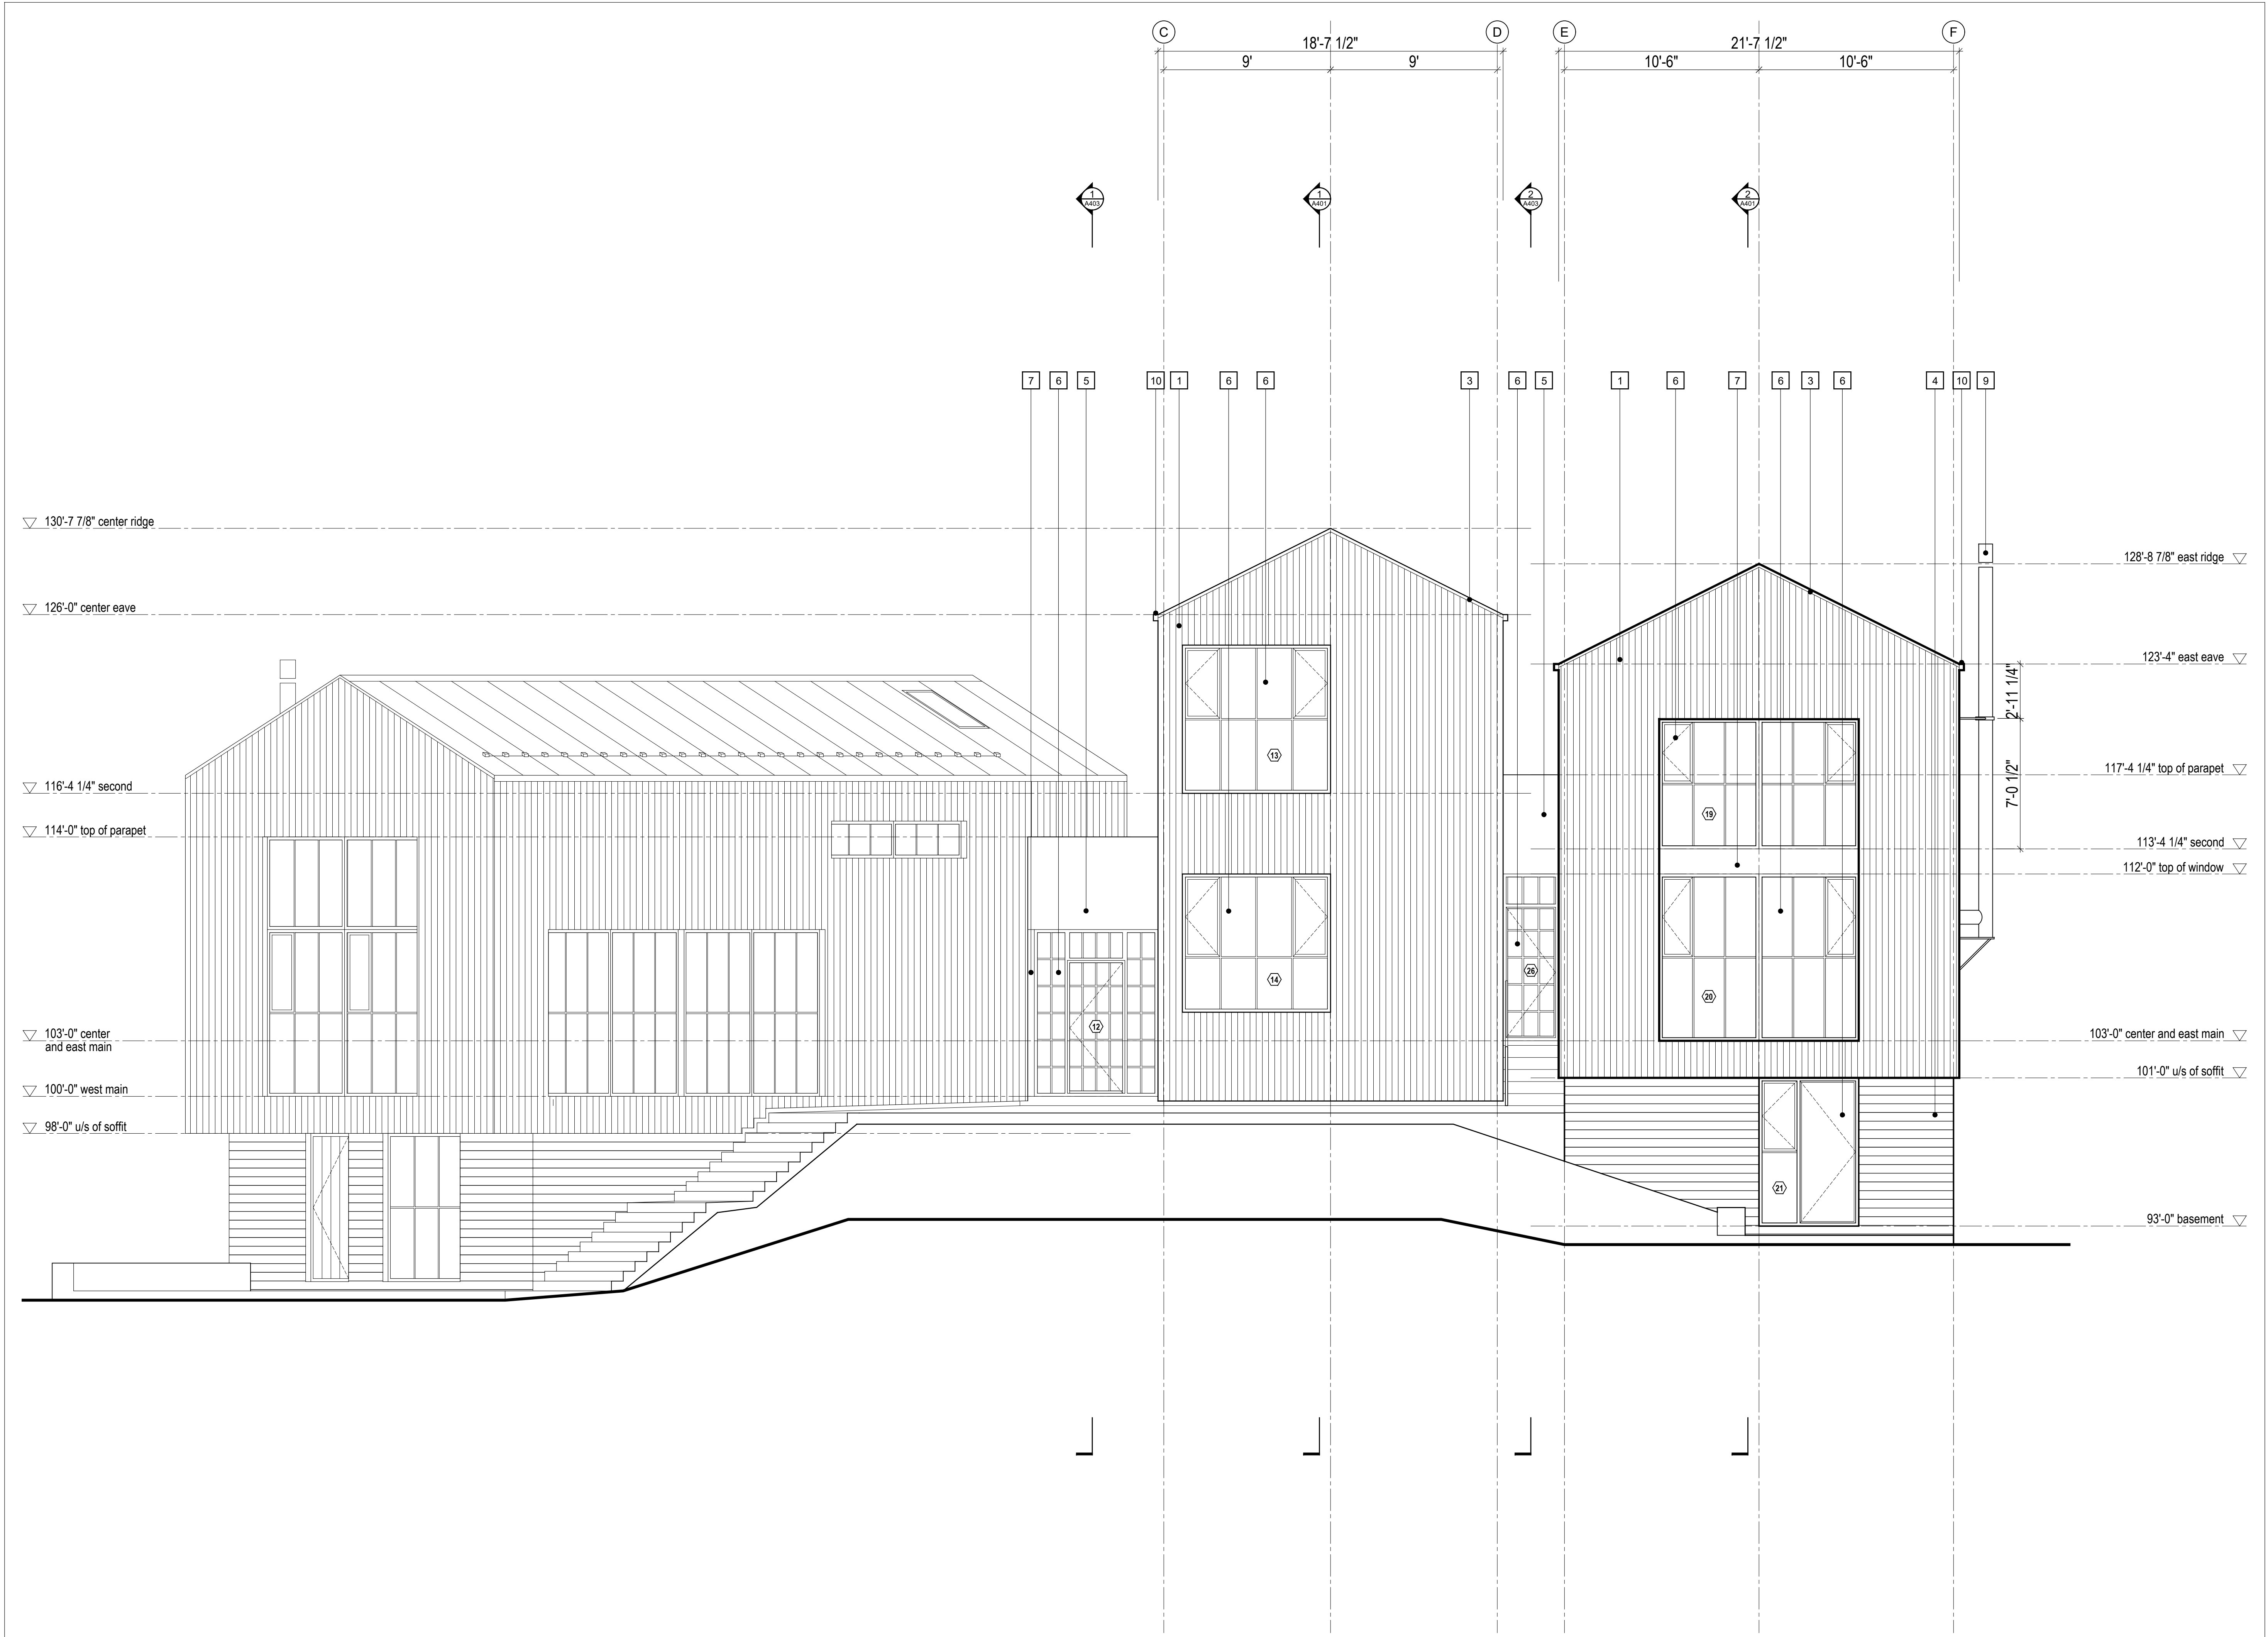 C
D
E
F
18'-7 1/2"
21'-7 1/2"
9'
9'
10'-6"
10'-6"
1
A403
1
A401
2
A403
2
A401
7
6
5
10
1
6
6
3
6
5
1
6
7
6
3
6
4
10
9
130'-7 7/8" center ridge
128'-8 7/8" east ridge
126'-0" center eave
123'-4" east eave
2'-11 1/4"
13
116'-4 1/4" second
117'-4 1/4" top of parapet
7'-0 1/2"
19
114'-0" top of parapet
113'-4 1/4" second
112'-0" top of window
26
14
20
12
103'-0" center
and east main
103'-0" center and east main
101'-0" u/s of soffit
100'-0" west main
98'-0" u/s of soffit
21
93'-0" basement